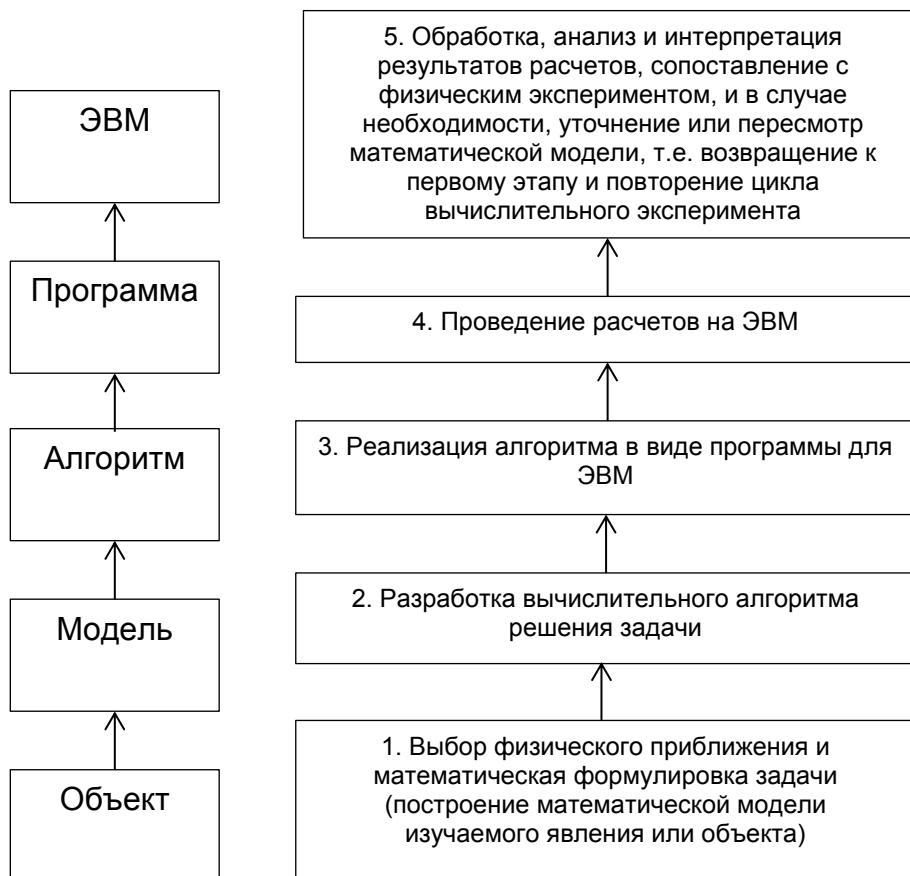 ЭВМ
Программа
Алгоритм
Модель
Объект
5. Обработка, анализ и интерпретация
результатов расчетов, сопоставление с
физическим экспериментом, и в случае
необходимости, уточнение или пересмотр
математической модели, т.е. возвращение к
первому этапу и повторение цикла
вычислительного эксперимента
4. Проведение расчетов на ЭВМ
3. Реализация алгоритма в виде программы для
ЭВМ
2. Разработка вычислительного алгоритма
решения задачи
1. Выбор физического приближения и
математическая формулировка задачи
(построение математической модели
изучаемого явления или объекта)